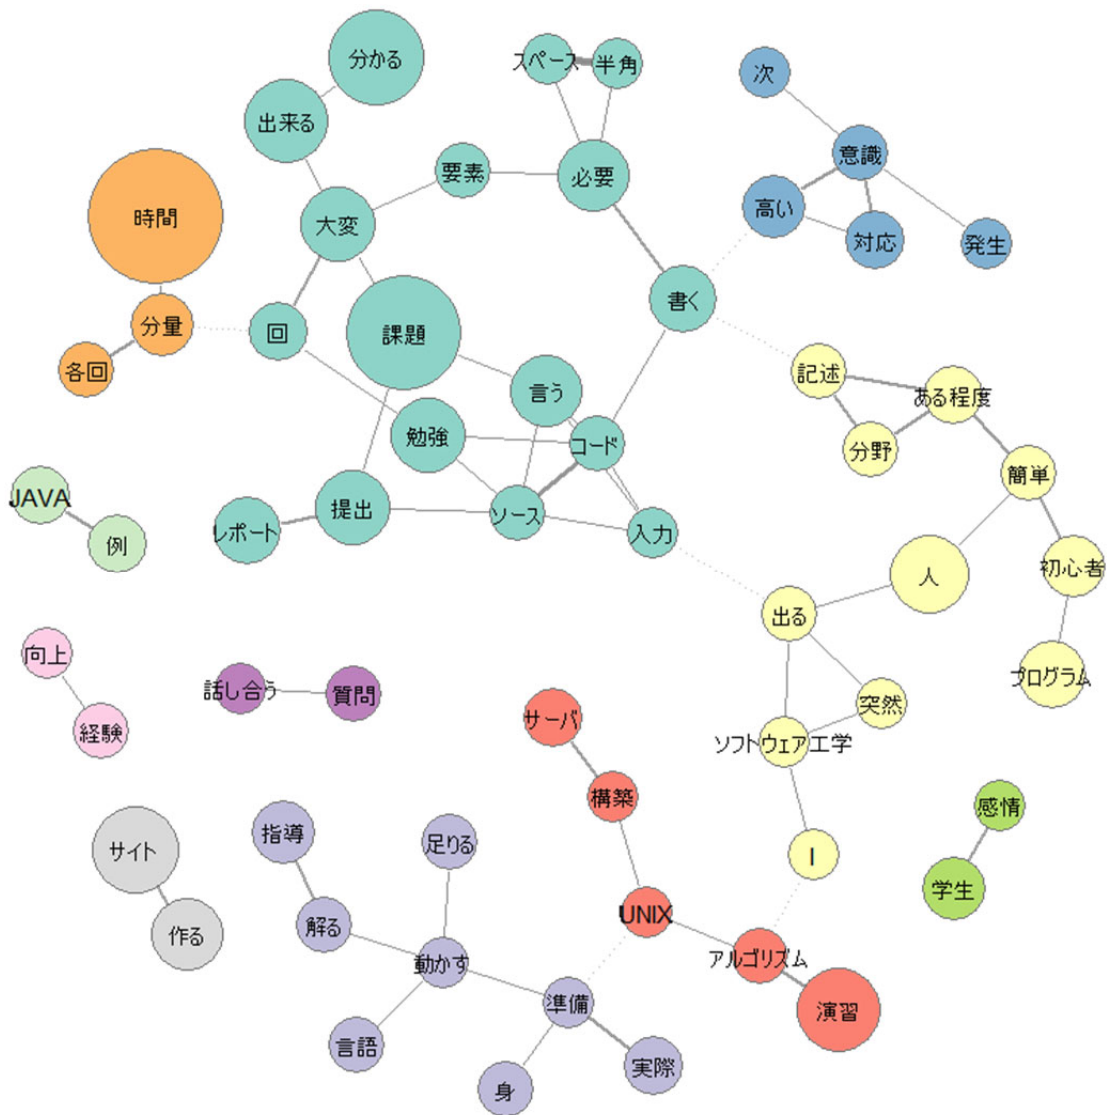 分かる
スペース
半角
次
出来る
意識
要素
必要
時間
大変
高い
対応
発生
書く
分量
回
課題
各回
記述
言う
ある程度
勉強
コード
分野
簡単
JAVA
提出
ソース
レポート
入力
例
初心者
人
出る
向上
話し合う
質問
プログラム
突然
サーバ
経験
ソフトウェア工学
構築
感情
指導
足りる
サイト
I
学生
解る
UNIX
作る
動かす
アルゴリズム
準備
演習
言語
実際
身